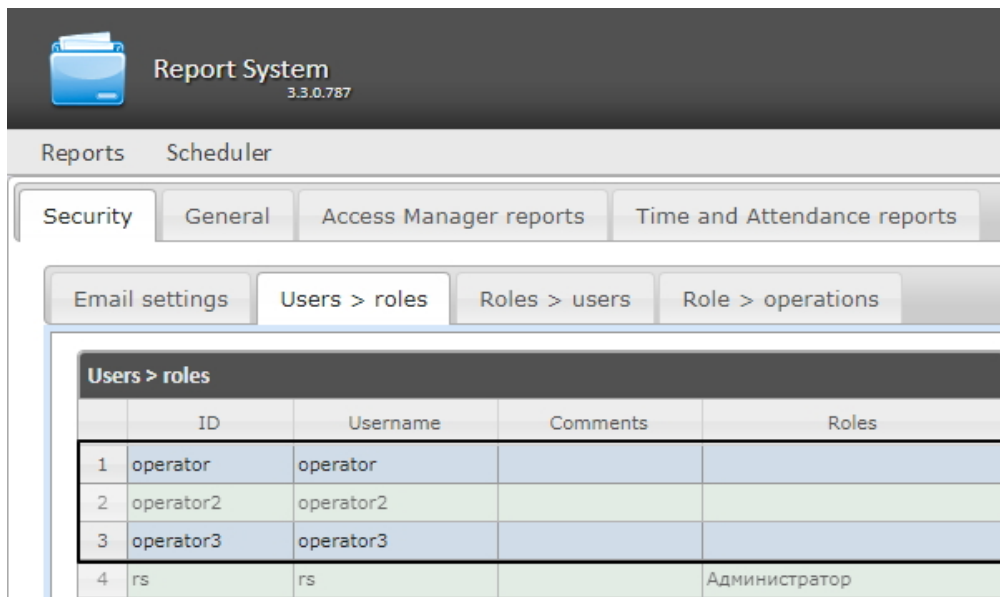 Report System
3.3.0.787
Reports Scheduler
Security General Access Manager reports Time and Attendance reports
Email settings Users > roles Roles > users Role > operations
Users > roles
ID Username Comments Roles
1 operator operator
2 operator2 operator2
3 operator3 operator3
4 rs rs Администратор